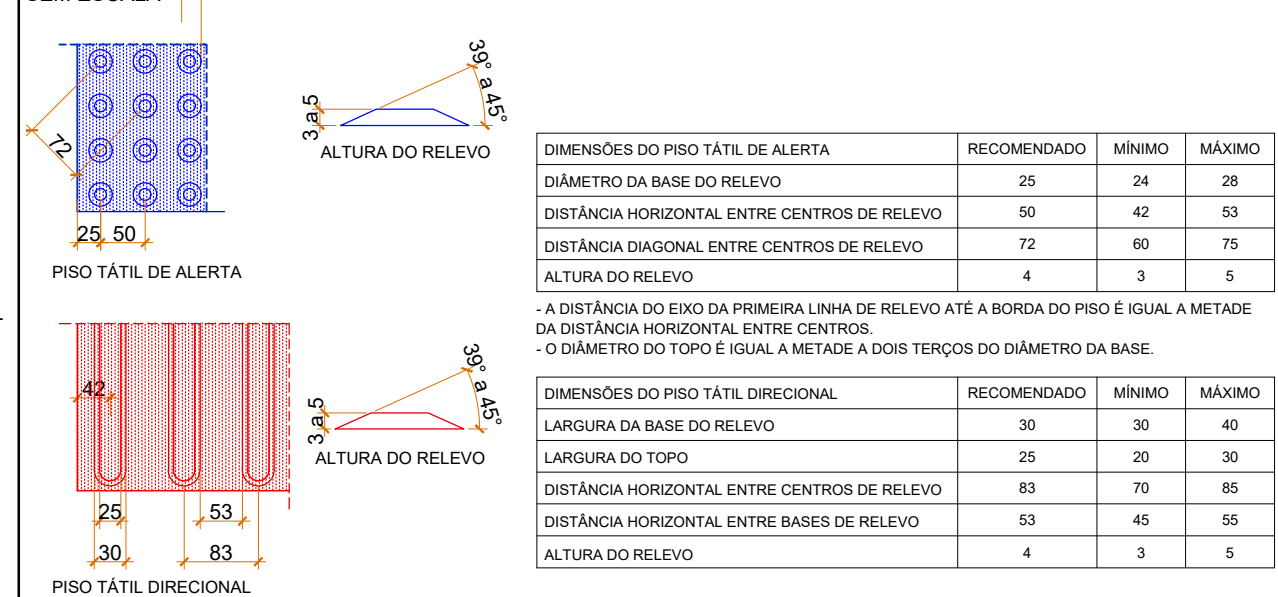 39° a 45°
3 a 5
ALTURA DO RELEVO
72
25 50
PISO TÁTIL DE ALERTA
DIMENSÕES DO PISO TÁTIL DE ALERTA RECOMENDADO MÍNIMO MÁXIMO
DIÂMETRO DA BASE DO RELEVO 25 24 28
DISTÂNCIA HORIZONTAL ENTRE CENTROS DE RELEVO 50 42 53
DISTÂNCIA DIAGONAL ENTRE CENTROS DE RELEVO 72 60 75
ALTURA DO RELEVO 4 3 5
- A DISTÂNCIA DO EIXO DA PRIMEIRA LINHA DE RELEVO ATÉ A BORDA DO PISO É IGUAL A METADE
DA DISTÂNCIA HORIZONTAL ENTRE CENTROS.
- O DIÂMETRO DO TOPO É IGUAL A METADE A DOIS TERÇOS DO DIÂMETRO DA BASE.
42
39° a 45°
3 a 5
ALTURA DO RELEVO
25 53
30 83
PISO TÁTIL DIRECIONAL
DIMENSÕES DO PISO TÁTIL DIRECIONAL RECOMENDADO MÍNIMO MÁXIMO
LARGURA DA BASE DO RELEVO 30 30 40
LARGURA DO TOPO 25 20 30
DISTÂNCIA HORIZONTAL ENTRE CENTROS DE RELEVO 83 70 85
DISTÂNCIA HORIZONTAL ENTRE BASES DE RELEVO 53 45 55
ALTURA DO RELEVO 4 3 5